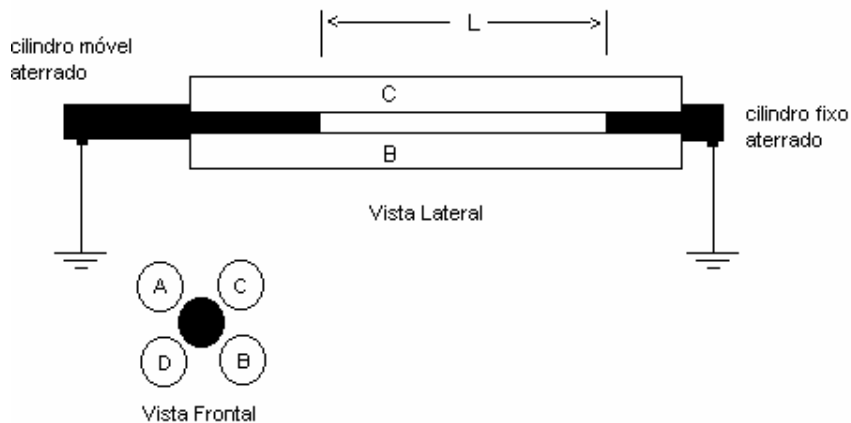 L
cilindro móvel
aterrado
C
cilindro fixo
aterrado
B
Vista Lateral
A
C
D
B
Vista Frontal